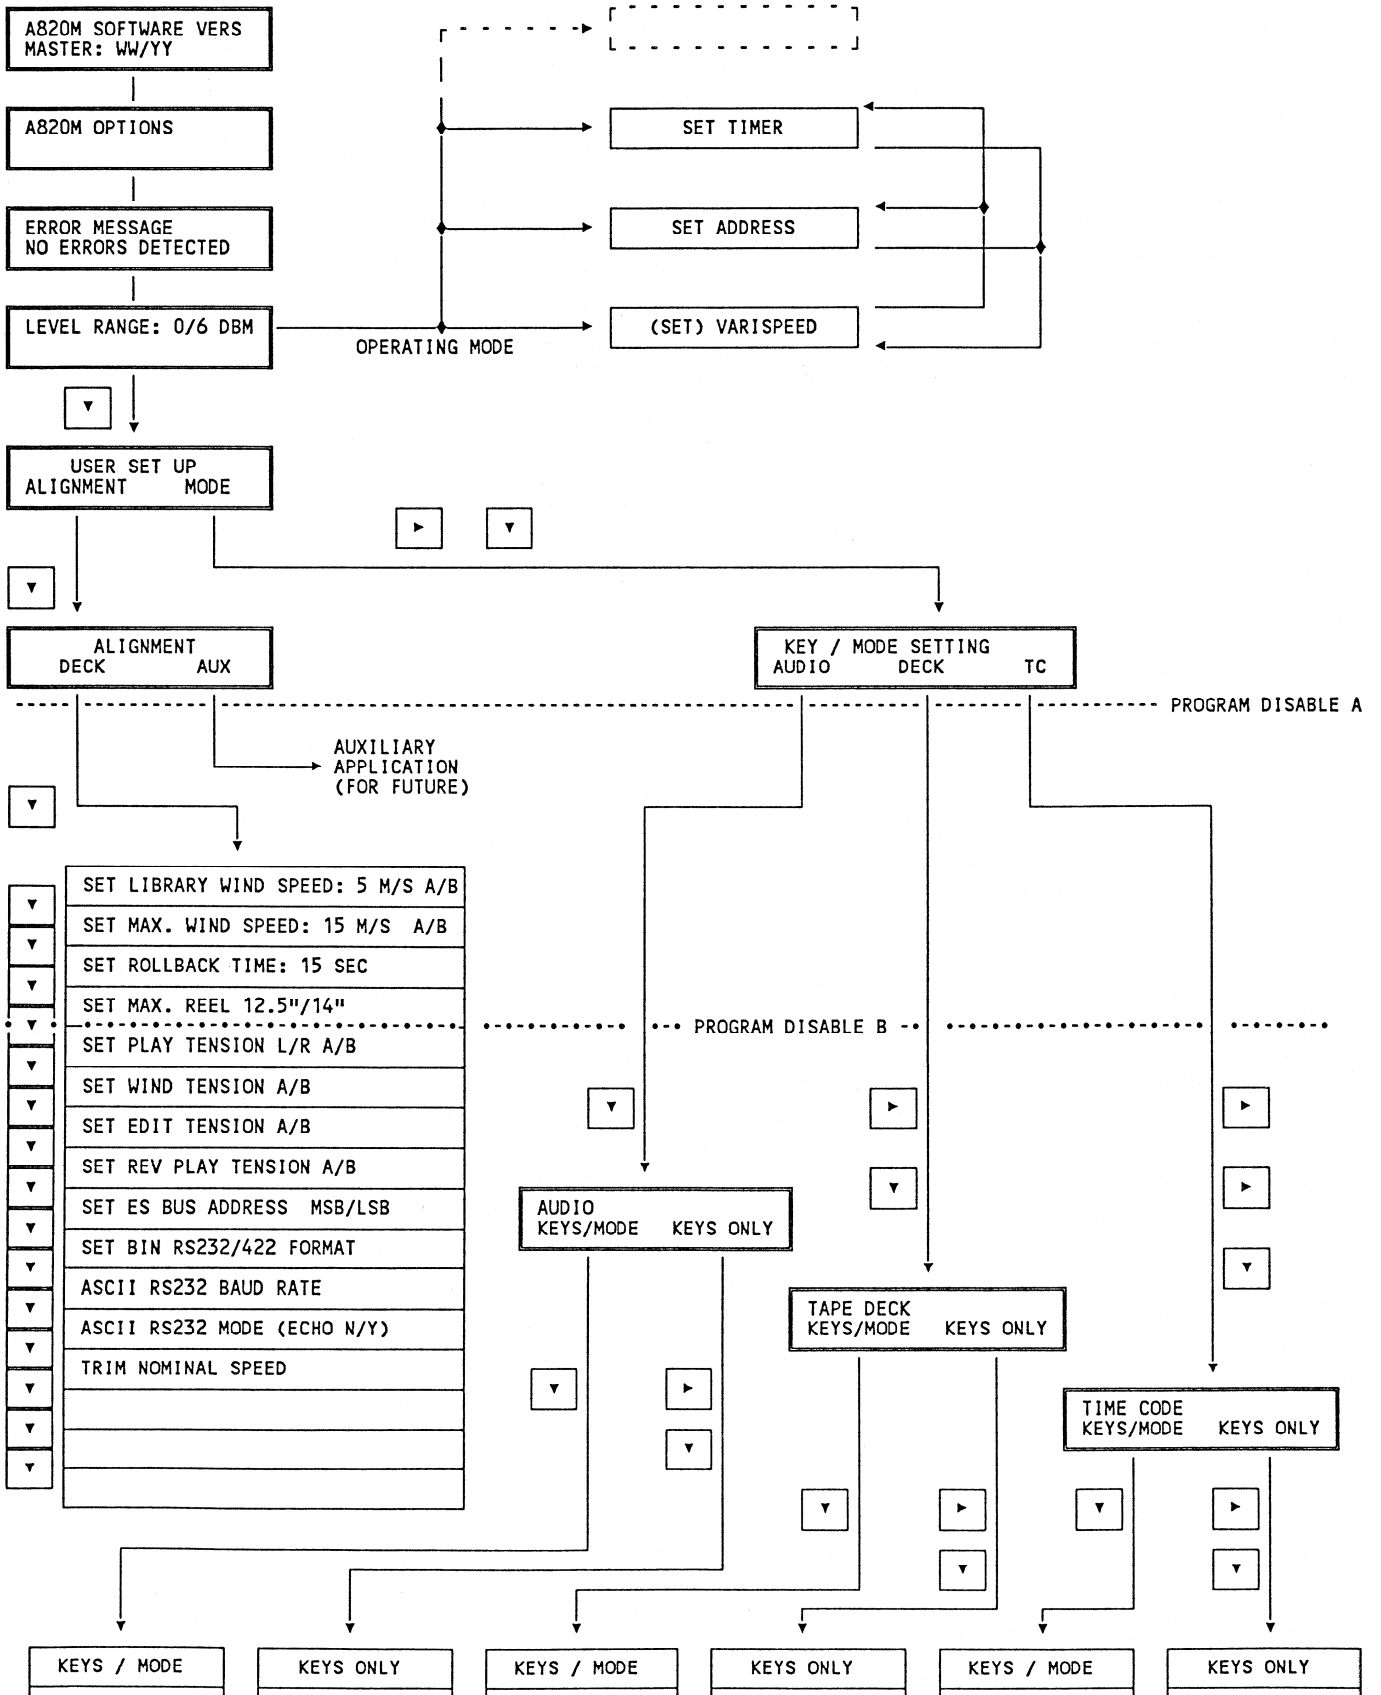 A820M SOFTWARE VERS
MASTER: WW/YY
A820M OPTIONS
SET TIMER
ERROR MESSAGE
NO ERRORS DETECTED
SET ADDRESS
LEVEL RANGE: 0/6 DBM
(SET) VARISPEED
OPERATING MODE
USER SET UP
ALIGNMENT MODE
ALIGNMENT
DECK AUX
KEY / MODE SETTING
AUDIO DECK TC
PROGRAM DISABLE A
AUXILIARY
APPLICATION
(FOR FUTURE)
SET LIBRARY WIND SPEED: 5 M/S A/B
SET MAX. WIND SPEED: 15 M/S A/B
SET ROLLBACK TIME: 15 SEC
SET MAX. REEL 12.5"/14"
PROGRAM DISABLE B
SET PLAY TENSION L/R A/B
SET WIND TENSION A/B
SET EDIT TENSION A/B
SET REV PLAY TENSION A/B
SET ES BUS ADDRESS MSB/LSB
SET BIN RS232/422 FORMAT
ASCII RS232 BAUD RATE
ASCII RS232 MODE (ECHO N/Y)
TRIM NOMINAL SPEED
AUDIO
KEYS/MODE KEYS ONLY
TAPE DECK
KEYS/MODE KEYS ONLY
TIME CODE
KEYS/MODE KEYS ONLY
KEYS / MODE
KEYS ONLY
KEYS / MODE
KEYS ONLY
KEYS / MODE
KEYS ONLY